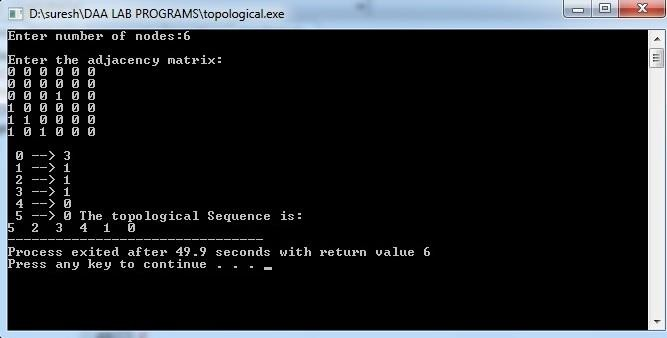 D:\suresh\DAA LAB PROGRAMS\topological.exe
Enter number of nodes:6
Enter the adjacency matrix:
0 0 0 0 0 0
0 0 0 0 0 0
0 0 0 1 0 0
1 0 0 0 0 0
1 1 0 0 0 0
1 0 1 0 0 0
0 --> 3
1 --> 1
2 --> 1
3 --> 1
4 --> 0
5 --> 0 The topological Sequence is:
5 2 3 4 1 0
--------------------------------
Process exited after 49.9 seconds with return value 6
Press any key to continue . . . _